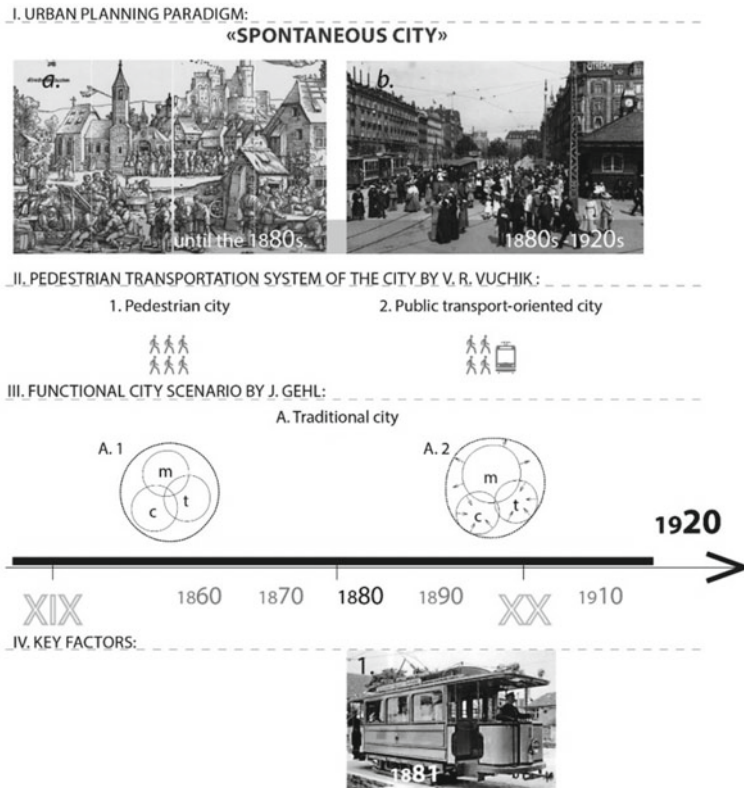 I. URBAN PLANNING PARADIGM:
«SPONTANEOUS CITY»
a.
b.
until the 1880s
1880s - 1920s
II. PEDESTRIAN TRANSPORTATION SYSTEM OF THE CITY BY V. R. VUCHIK :
1. Pedestrian city
2. Public transport-oriented city
III. FUNCTIONAL CITY SCENARIO BY J. GEHL:
A. Traditional city
A. 1
A. 2
m
c
t
m
c
t
1920
XIX
1860
1870
1880
1890
XX
1910
IV. KEY FACTORS:
1.
1881